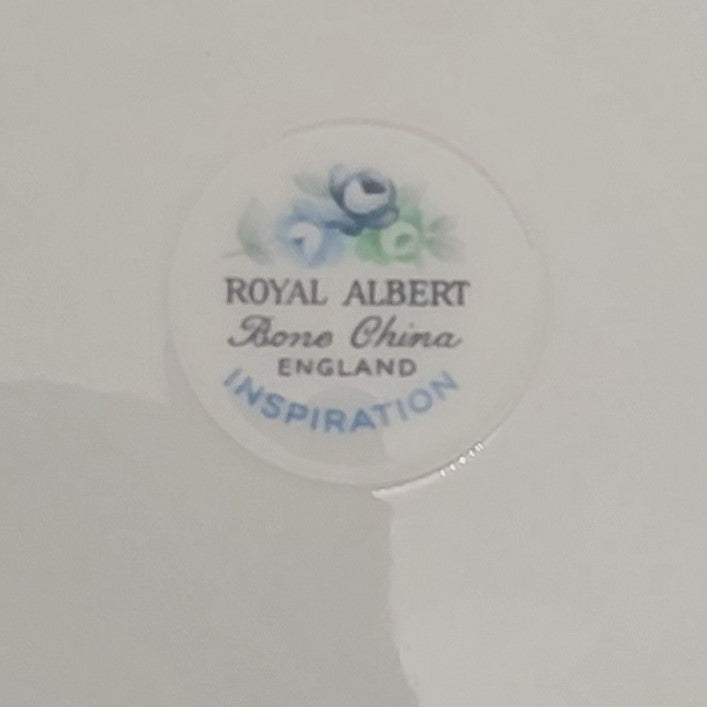 ROYAL ALBERT
Bone China
ENGLAND
INSPIRATION